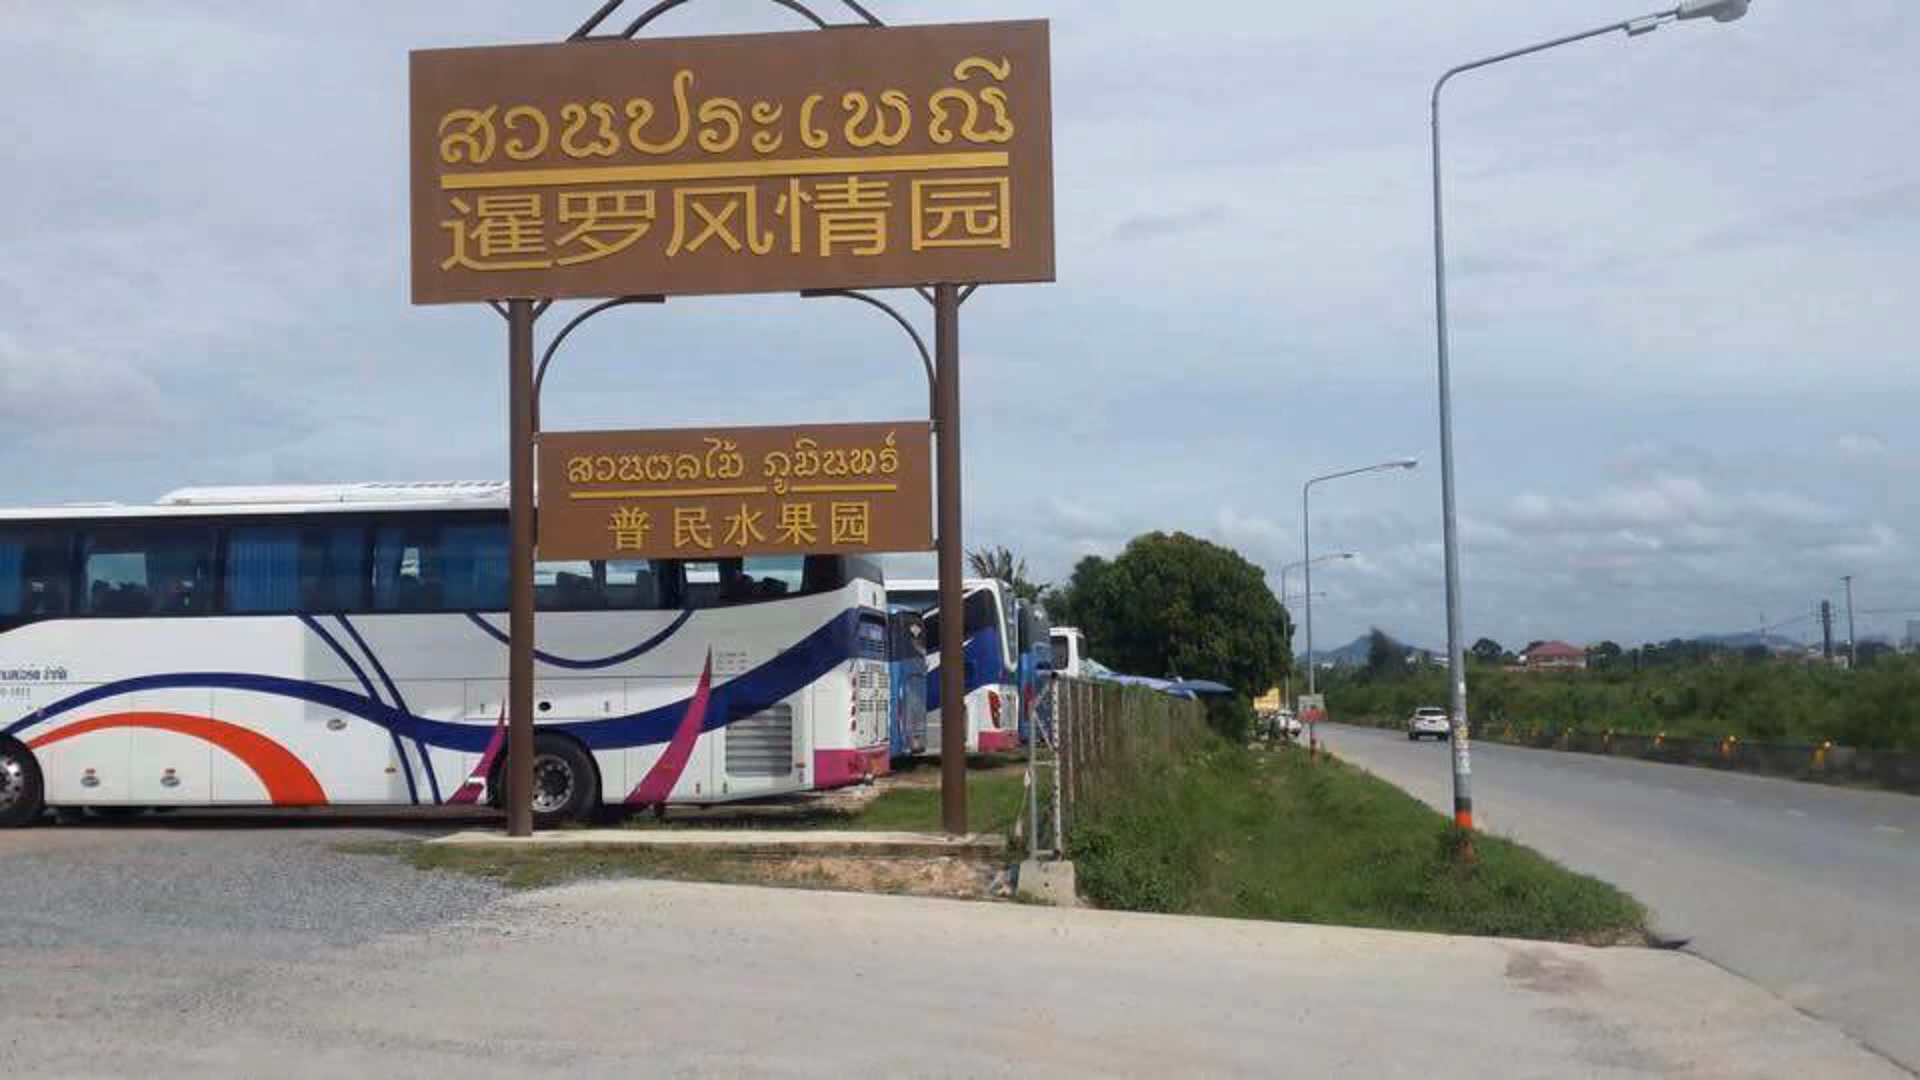 สวนประเพณี
暹罗风情园
สวนผลไม้ ภูมินทร์
普民水果园